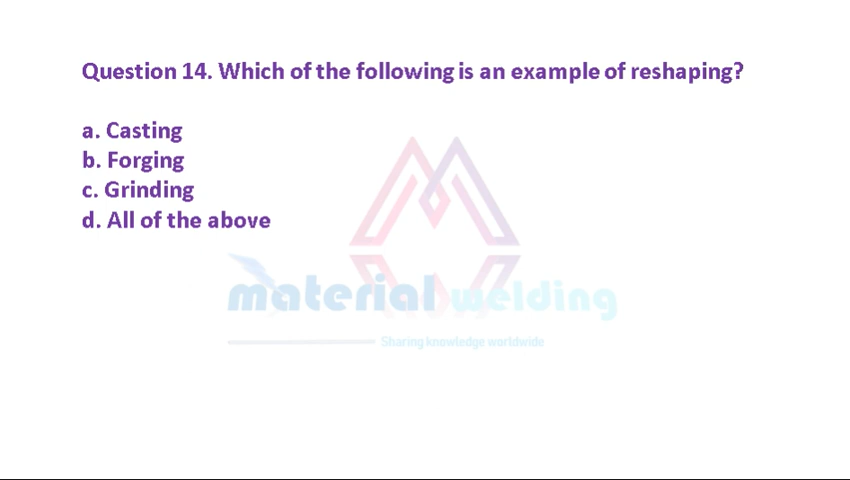 Question 14. Which of the following is an example of reshaping?
a. Casting
b. Forging
c. Grinding
d. All of the above
material welding
Sharing knowledge worldwide